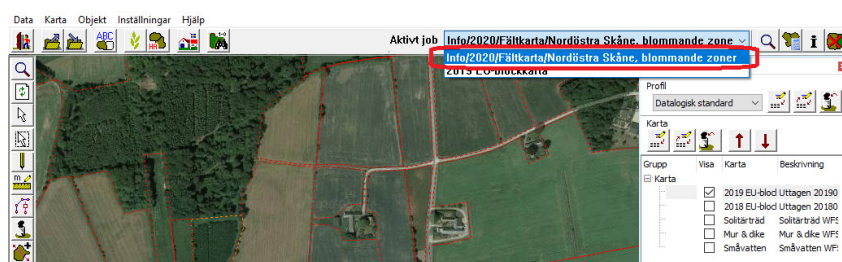 Data Karta Objekt Inställningar Hjälp
ABC
Aktivt job Info/2020/Fältkarta/Nordöstra Skåne, blommande zone
Info/2020/Fältkarta/Nordöstra Skåne, blommande zoner
2019 EU-blockkarta
Profil
Datalogisk standard
Karta
Grupp Visa Karta Beskrivning
Karta
2019 EU-blod Uttagen 20190
2018 EU-blod Uttagen 20180
Solitärträd Solitärträd WFS
Mur & dike Mur & dike WFS
Småvatten Småvatten WF